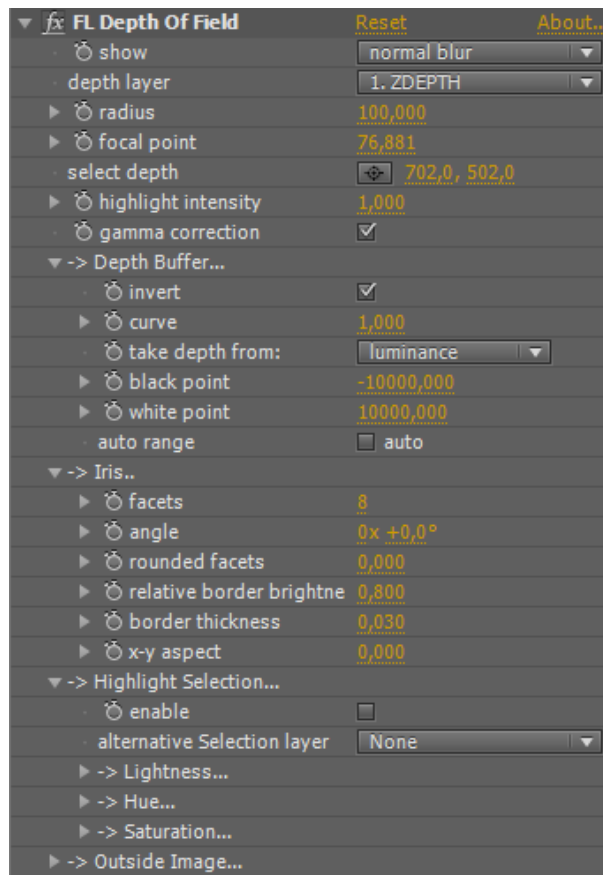 fx FL Depth Of Field Reset About..
show normal blur
depth layer 1. ZDEPTH
radius 100,000
focal point 76,881
select depth 702,0, 502,0
highlight intensity 1,000
gamma correction
-> Depth Buffer...
invert
curve 1,000
take depth from: luminance
black point -10000,000
white point 10000,000
auto range auto
-> Iris..
facets 8
angle 0x +0,0°
rounded facets 0,000
relative border brightne 0,800
border thickness 0,030
x-y aspect 0,000
-> Highlight Selection...
enable
alternative Selection layer None
-> Lightness...
-> Hue...
-> Saturation...
-> Outside Image...